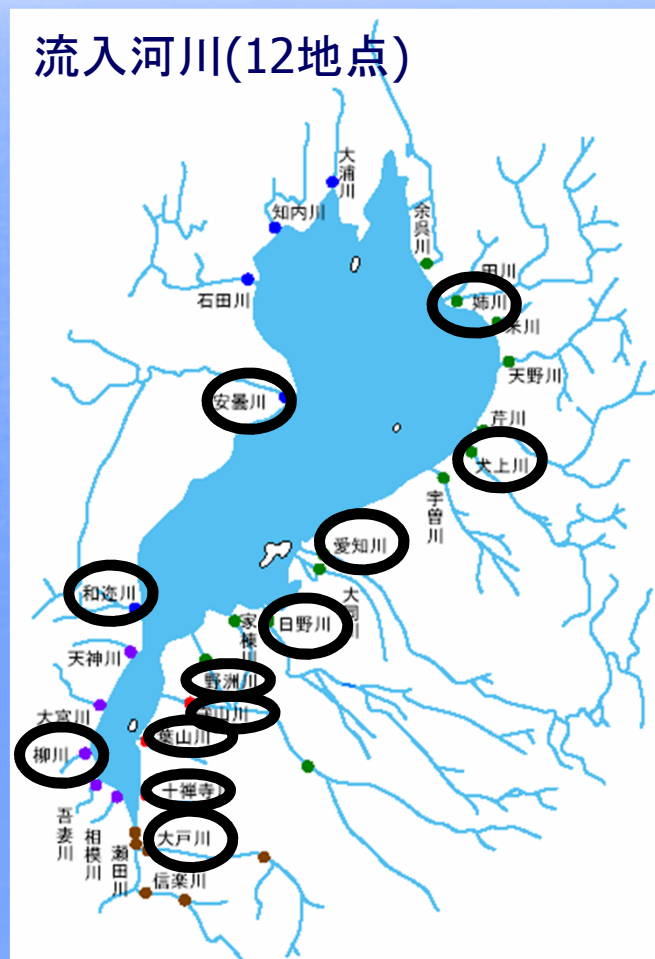 流入河川(12地点)
大浦川
知内川
余呉川
田川
石田川
姉川
米川
天野川
安曇川
芹川
犬上川
宇曽川
愛知川
和迩川
大同川
日野川
家棟川
天神川
野洲川
大宮川
山川
葉山川
柳川
十禅寺
大戸川
吾妻川
相模川
瀬田川
信楽川